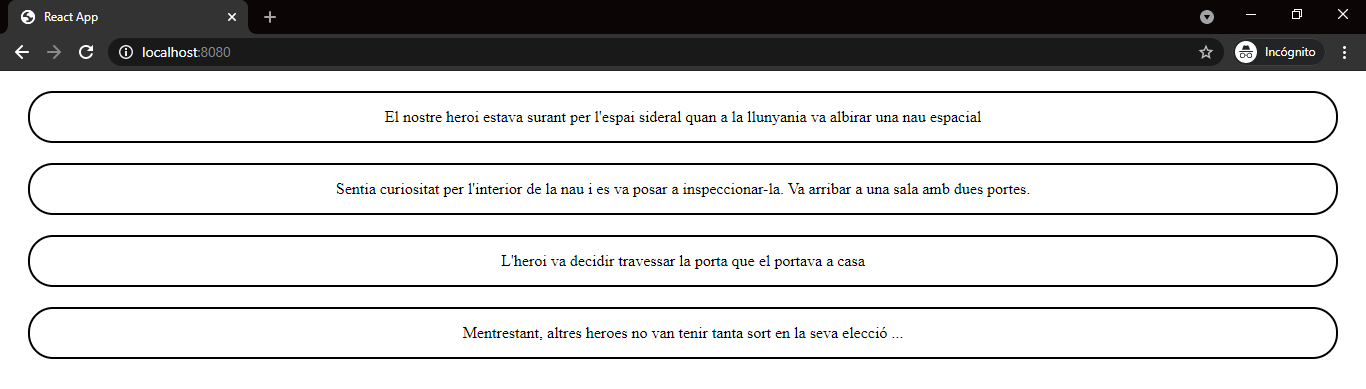 React App
localhost:8080
Incógnito
El nostre heroi estava surant per l'espai sideral quan a la llunyania va albirar una nau espacial
Sentia curiositat per l'interior de la nau i es va posar a inspeccionar-la. Va arribar a una sala amb dues portes.
L'heroi va decidir travessar la porta que el portava a casa
Mentrestant, altres heroes no van tenir tanta sort en la seva elecció ...